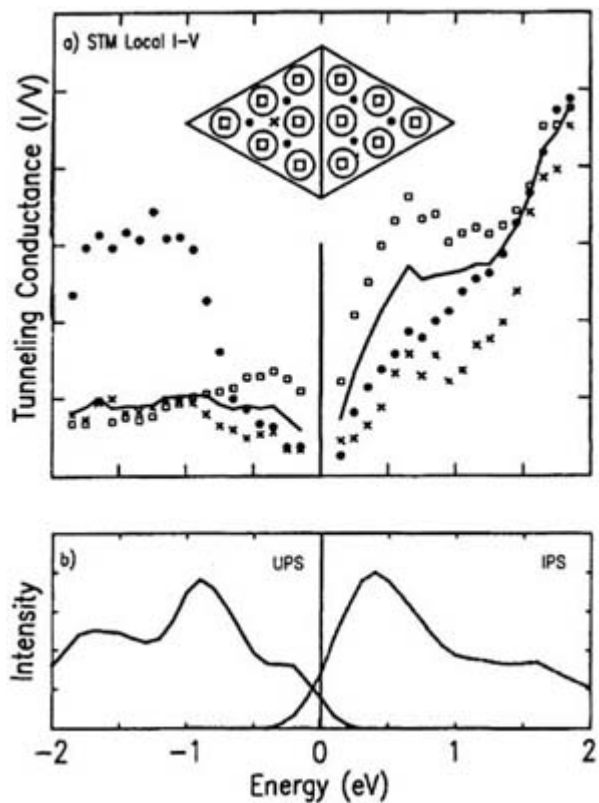 a) STM Local I-V
Tunneling Conductance (I/V)
b)
UPS
IPS
Intensity
−2
−1
0
1
2
Energy (eV)